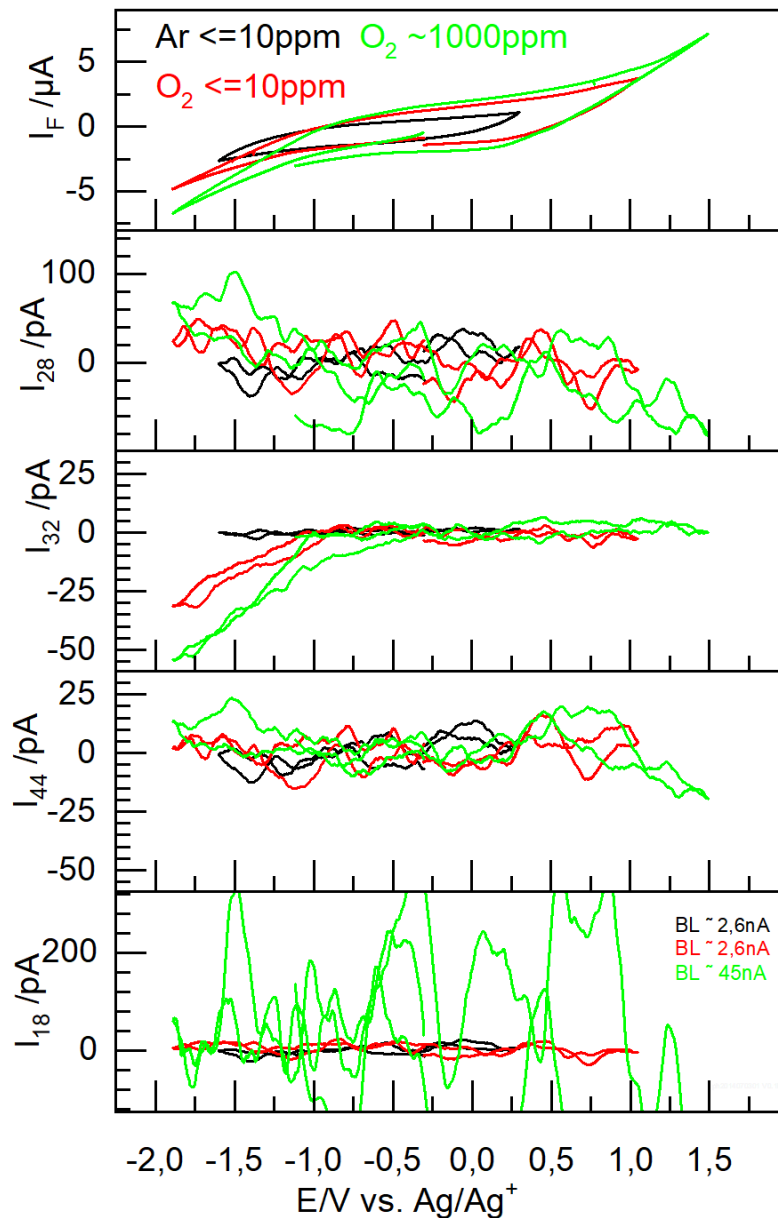 Ar <=10ppm O₂ ~1000ppm
O₂ <=10ppm
I_F /µA
5
0
-5
I₂₈ /pA
100
0
I₃₂ /pA
25
0
-25
-50
I₄₄ /pA
25
0
-25
-50
I₁₈ /pA
200
0
BL ~ 2,6nA
BL ~ 2,6nA
BL ~ 45nA
-2,0 -1,5 -1,0 -0,5 0,0 0,5 1,0 1,5
E/V vs. Ag/Ag⁺